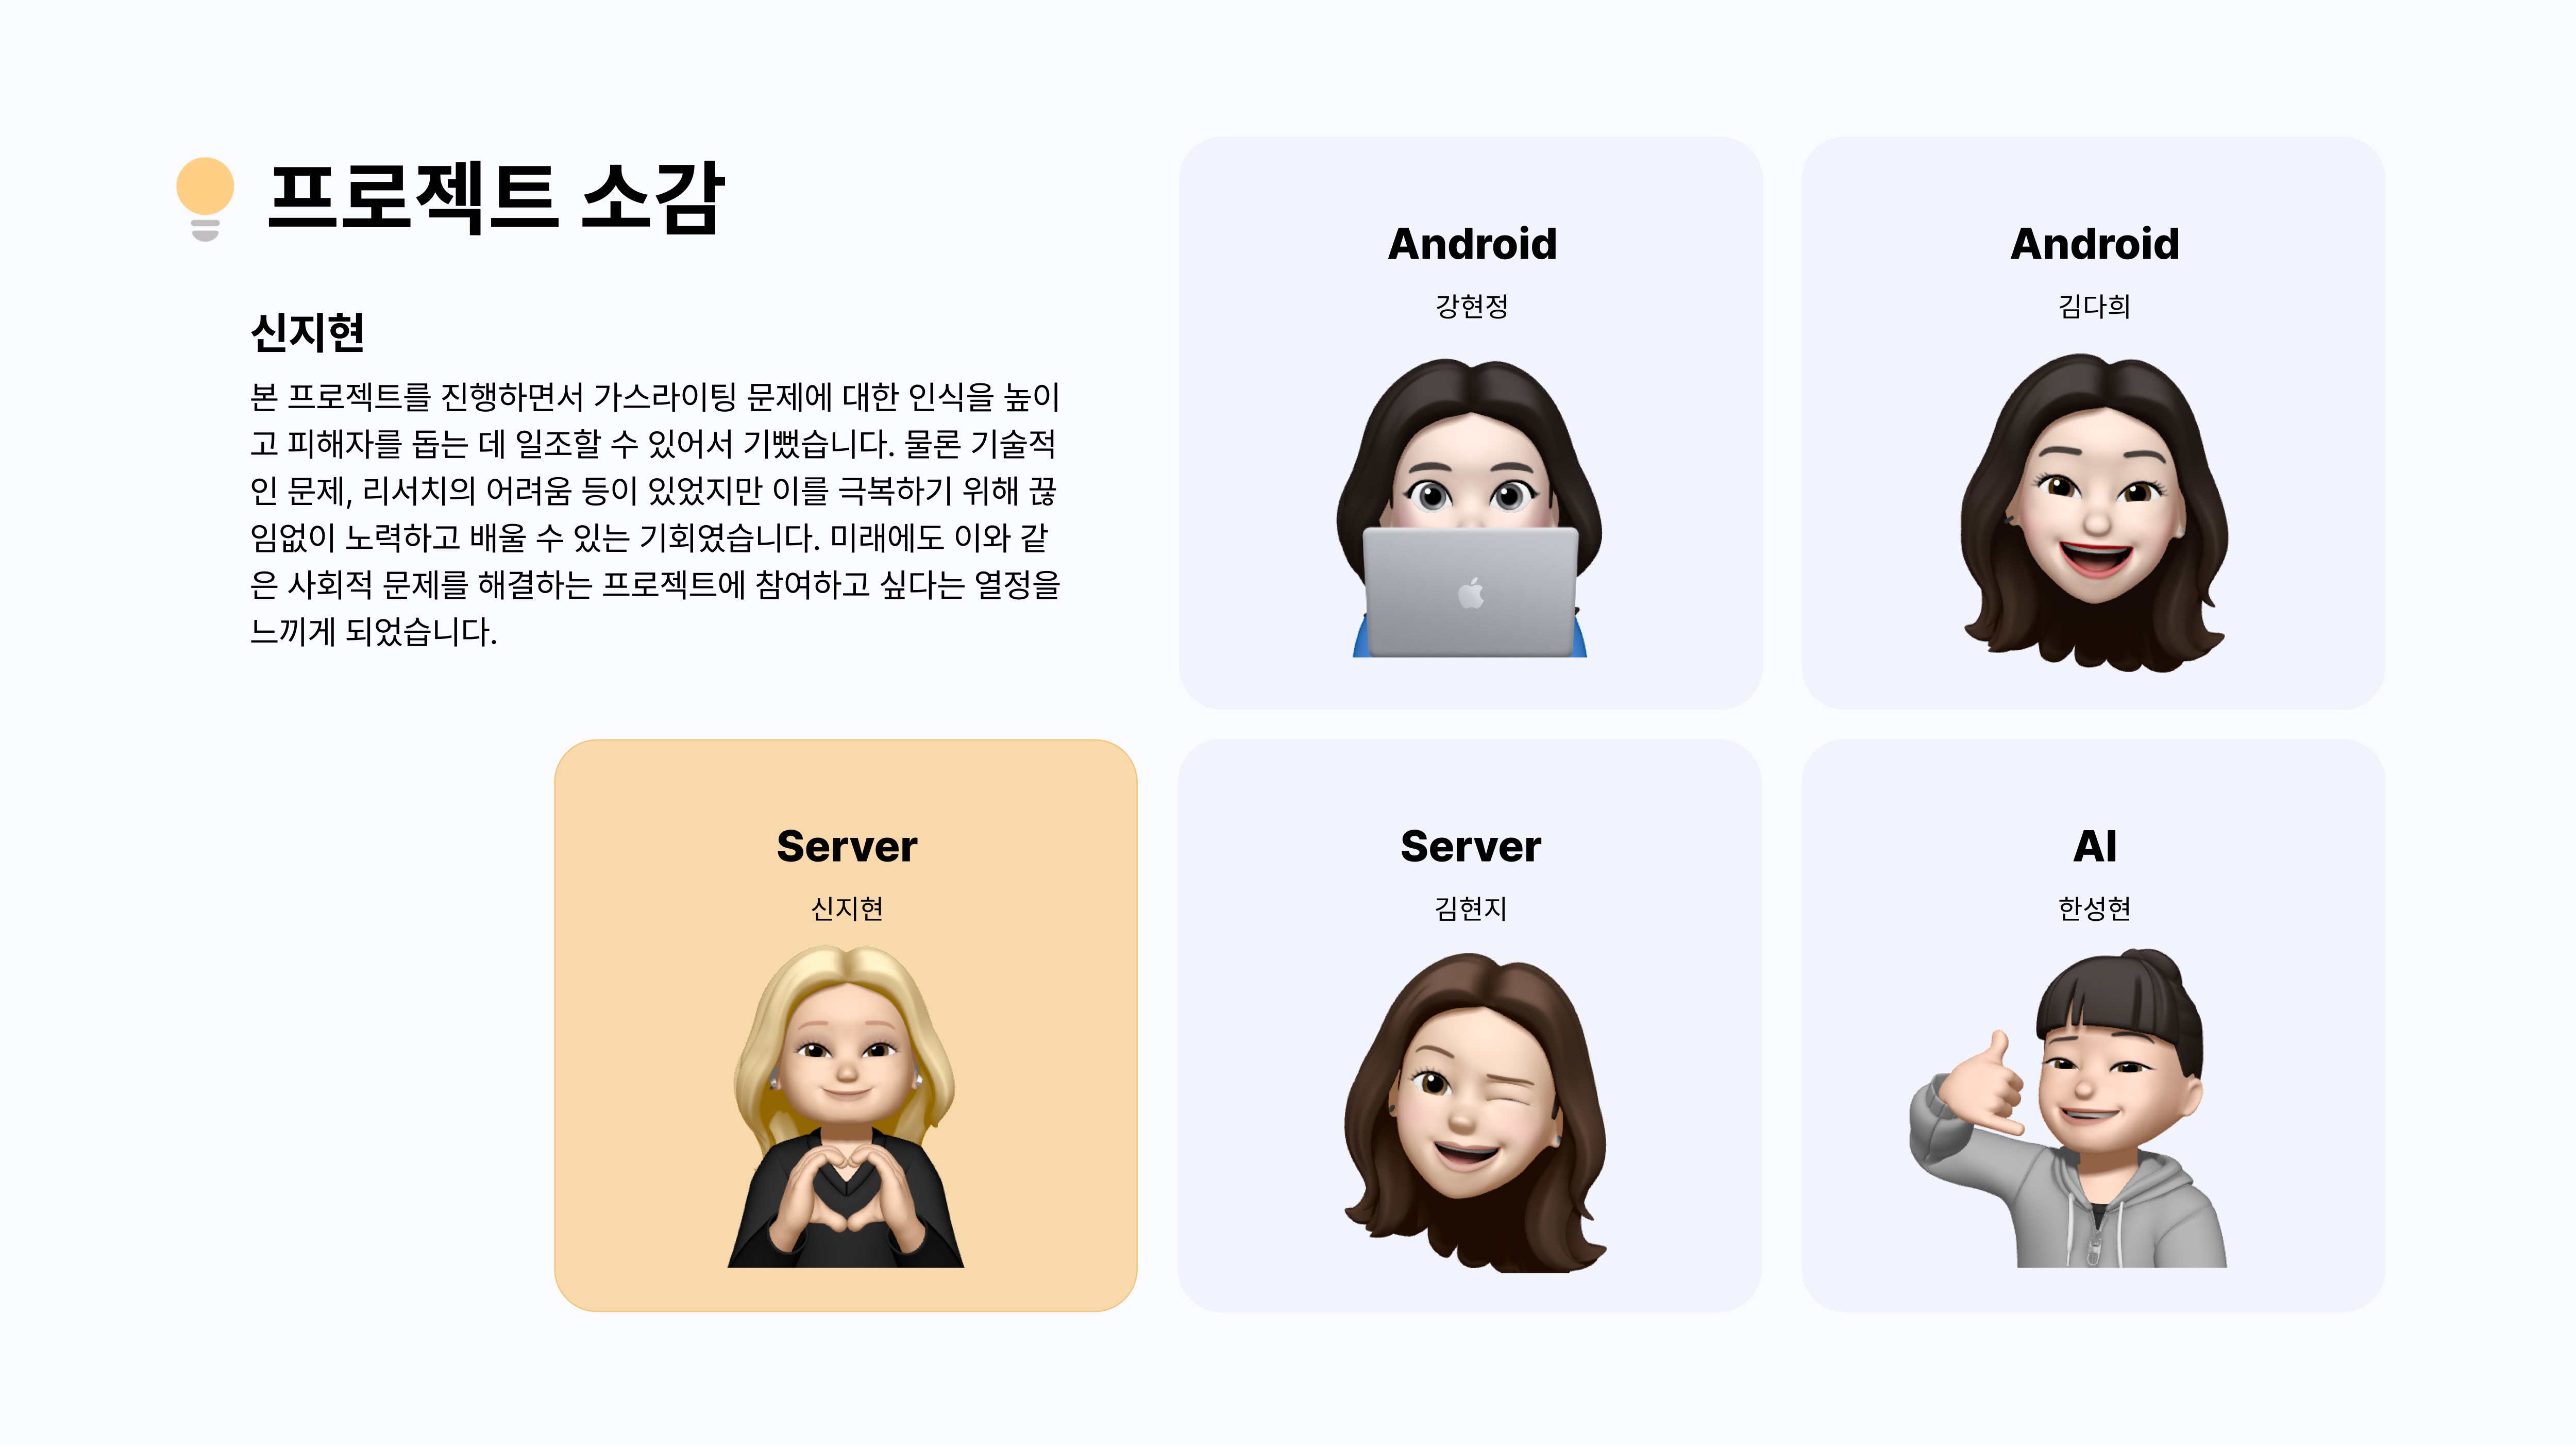 프로젝트 소감
신지현
본 프로젝트를 진행하면서 가스라이팅 문제에 대한 인식을 높이
고 피해자를 돕는 데 일조할 수 있어서 기뻤습니다. 물론 기술적
인 문제, 리서치의 어려움 등이 있었지만 이를 극복하기 위해 끊
임없이 노력하고 배울 수 있는 기회였습니다. 미래에도 이와 같
은 사회적 문제를 해결하는 프로젝트에 참여하고 싶다는 열정을
느끼게 되었습니다.
Android
강현정
Android
김다희
Server
신지현
Server
김현지
AI
한성현